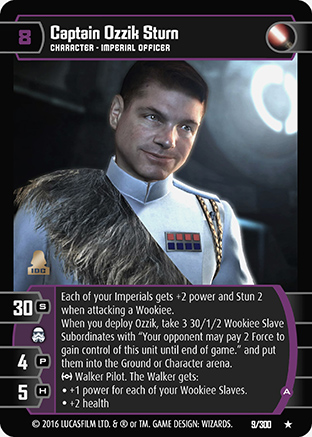 8
Captain Ozzik Sturn
CHARACTER - IMPERIAL OFFICER
100
30 S
4 P
5 H
Each of your Imperials gets +2 power and Stun 2
when attacking a Wookiee.
When you deploy Ozzik, take 3 30/1/2 Wookiee Slave
Subordinates with "Your opponent may pay 2 Force to
gain control of this unit until end of game." and put
them into the Ground or Character arena.
Walker Pilot. The Walker gets:
• +1 power for each of your Wookiee Slaves.
• +2 health
A
© 2016 LUCASFILM LTD. & ® OR TM. GAME DESIGN: WIZARDS.
9/300